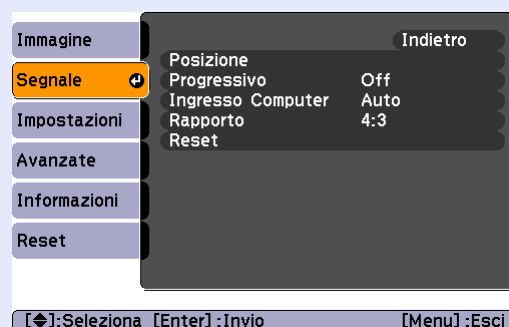 Immagine
Segnale
Impostazioni
Avanzate
Informazioni
Reset
Indietro
Posizione
Progressivo Off
Ingresso Computer Auto
Rapporto 4:3
Reset
[◆]:Seleziona [Enter]:Invio [Menu]:Esci